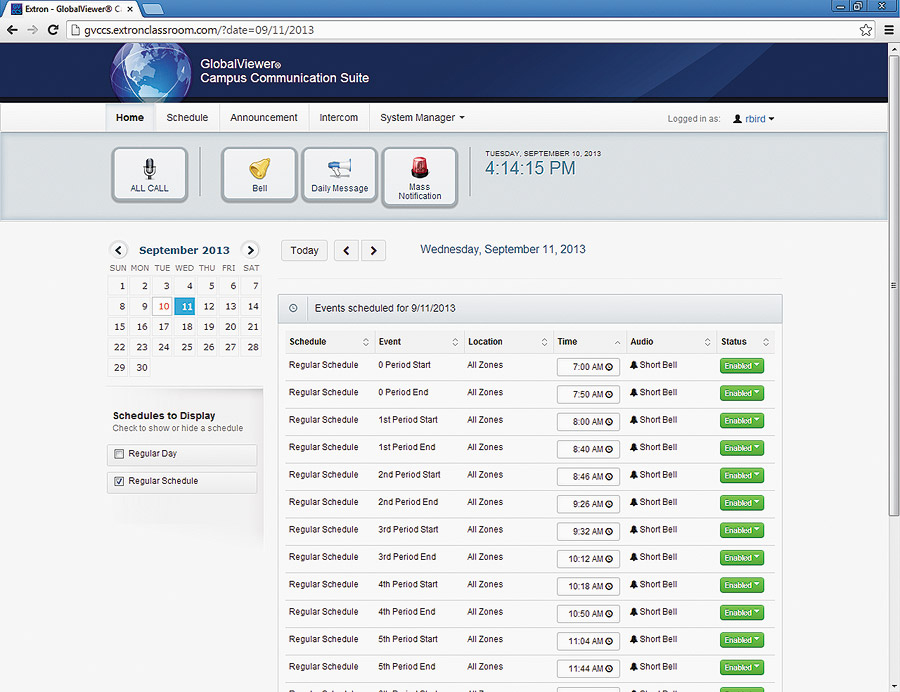 Extron - GlobalViewer® C
gvccs.extronclassroom.com/?date=09/11/2013
GlobalViewer®
Campus Communication Suite
Home Schedule Announcement Intercom System Manager Logged in as: rbird
ALL CALL Bell Daily Message Mass Notification
TUESDAY, SEPTEMBER 10, 2013
4:14:15 PM
September 2013
SUN MON TUE WED THU FRI SAT
1 2 3 4 5 6 7
8 9 10 11 12 13 14
15 16 17 18 19 20 21
22 23 24 25 26 27 28
29 30
Schedules to Display
Check to show or hide a schedule
Regular Day
Regular Schedule
Today Wednesday, September 11, 2013
Events scheduled for 9/11/2013
Schedule Event Location Time Audio Status
Regular Schedule 0 Period Start All Zones 7:00 AM Short Bell Enabled
Regular Schedule 0 Period End All Zones 7:50 AM Short Bell Enabled
Regular Schedule 1st Period Start All Zones 8:00 AM Short Bell Enabled
Regular Schedule 1st Period End All Zones 8:40 AM Short Bell Enabled
Regular Schedule 2nd Period Start All Zones 8:46 AM Short Bell Enabled
Regular Schedule 2nd Period End All Zones 9:26 AM Short Bell Enabled
Regular Schedule 3rd Period Start All Zones 9:32 AM Short Bell Enabled
Regular Schedule 3rd Period End All Zones 10:12 AM Short Bell Enabled
Regular Schedule 4th Period Start All Zones 10:18 AM Short Bell Enabled
Regular Schedule 4th Period End All Zones 10:50 AM Short Bell Enabled
Regular Schedule 5th Period Start All Zones 11:04 AM Short Bell Enabled
Regular Schedule 5th Period End All Zones 11:44 AM Short Bell Enabled